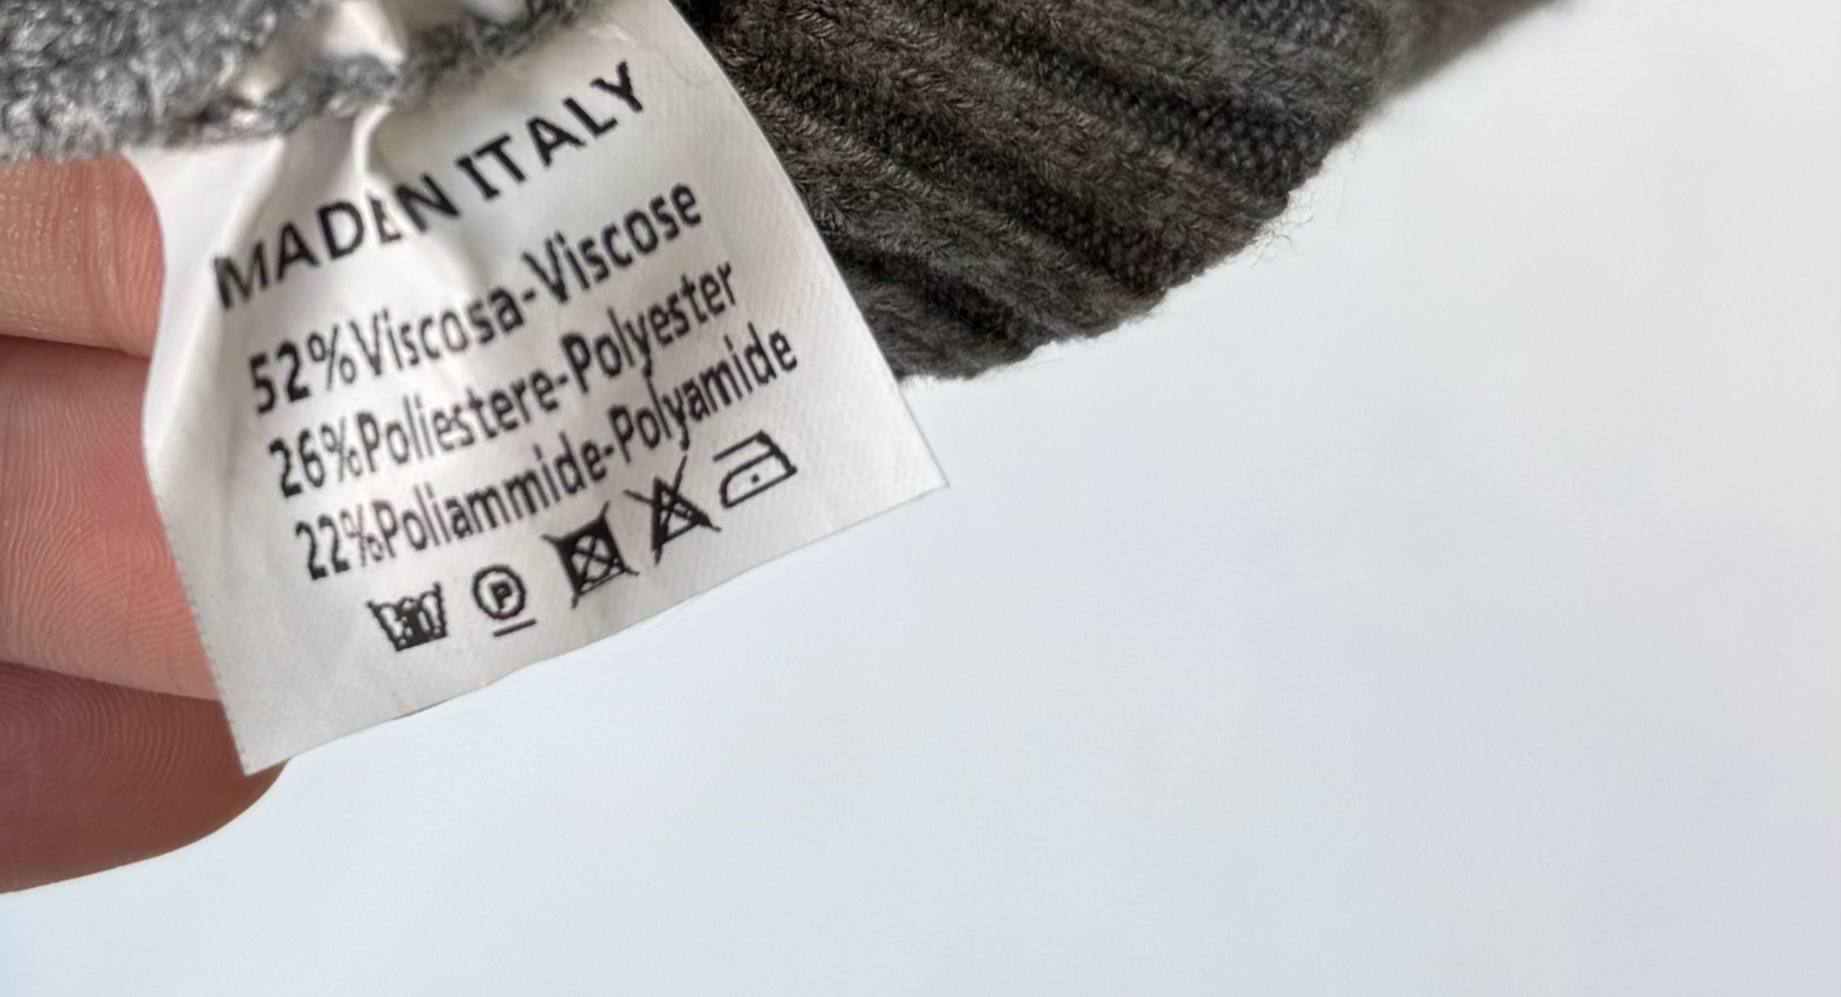 MADE IN ITALY
52%Viscosa-Viscose
26%Poliestere-Polyester
22%Poliammide-Polyamide
P